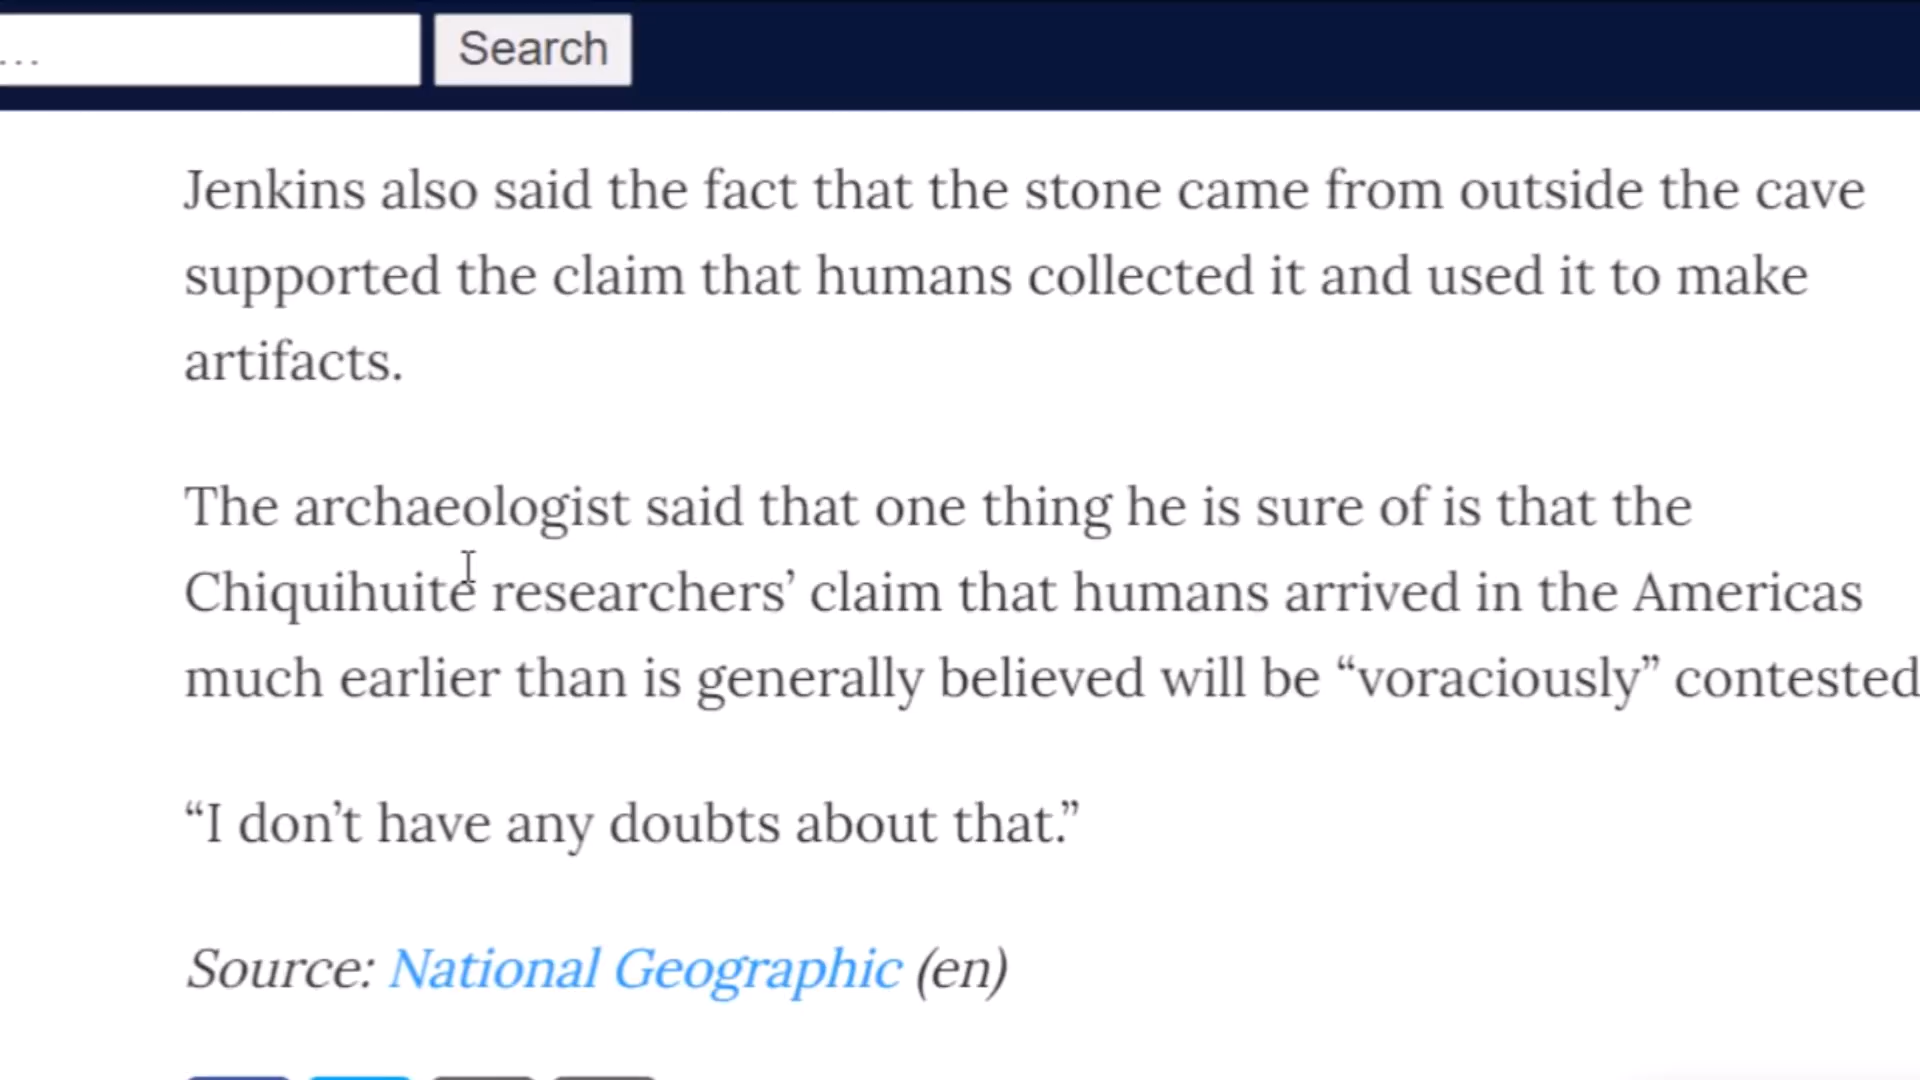 ...
Search
Jenkins also said the fact that the stone came from outside the cave
supported the claim that humans collected it and used it to make
artifacts.
The archaeologist said that one thing he is sure of is that the
Chiquihuite researchers’ claim that humans arrived in the Americas
much earlier than is generally believed will be “voraciously” contested
“I don’t have any doubts about that.”
Source: National Geographic (en)